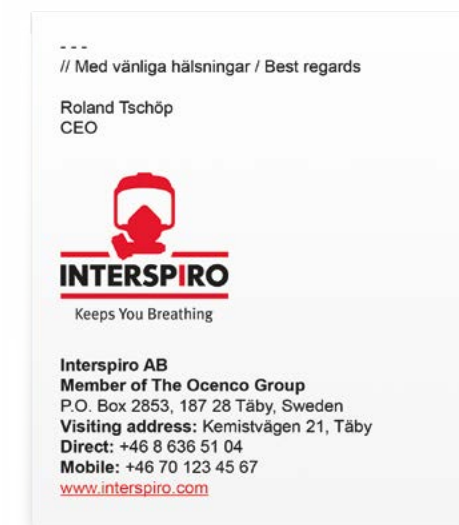 ---
// Med vänliga hälsningar / Best regards
Roland Tschöp
CEO
INTERSPIRO
Keeps You Breathing
Interspiro AB
Member of The Ocenco Group
P.O. Box 2853, 187 28 Täby, Sweden
Visiting address: Kemistvägen 21, Täby
Direct: +46 8 636 51 04
Mobile: +46 70 123 45 67
www.interspiro.com